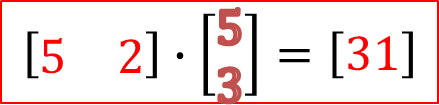 [5 2] · [5 3] = [31]